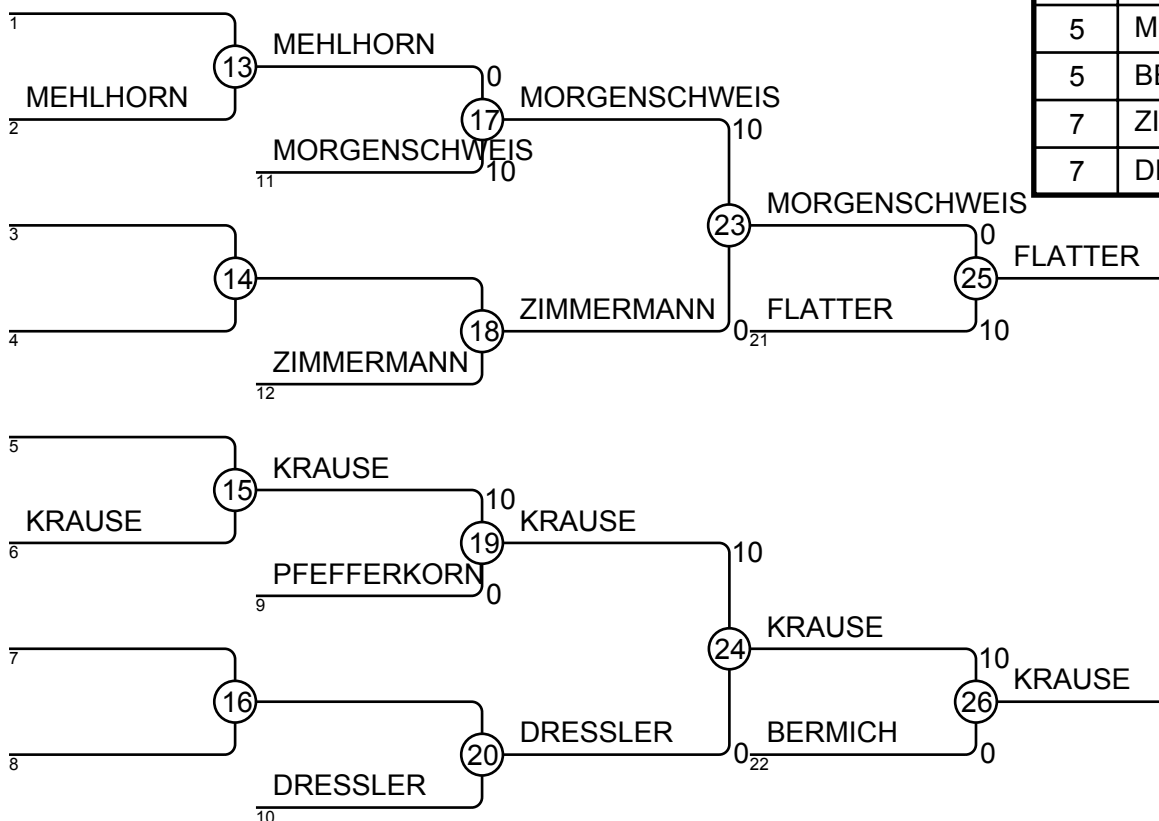 1
13
MEHLHORN
5 M
MEHLHORN
0
5 BE
2
17
MORGENSCHWEIS
10
7 ZI
MORGENSCHWEIS
10
11
7
3
23
MORGENSCHWEIS
0
14
25
FLATTER
4
18
ZIMMERMANN
0
21
FLATTER
10
ZIMMERMANN
12
5
15
KRAUSE
10
KRAUSE
6
19
KRAUSE
10
PFEFFERKORN
0
9
7
24
KRAUSE
10
16
26
KRAUSE
8
20
DRESSLER
0
22
BERMICH
0
DRESSLER
10